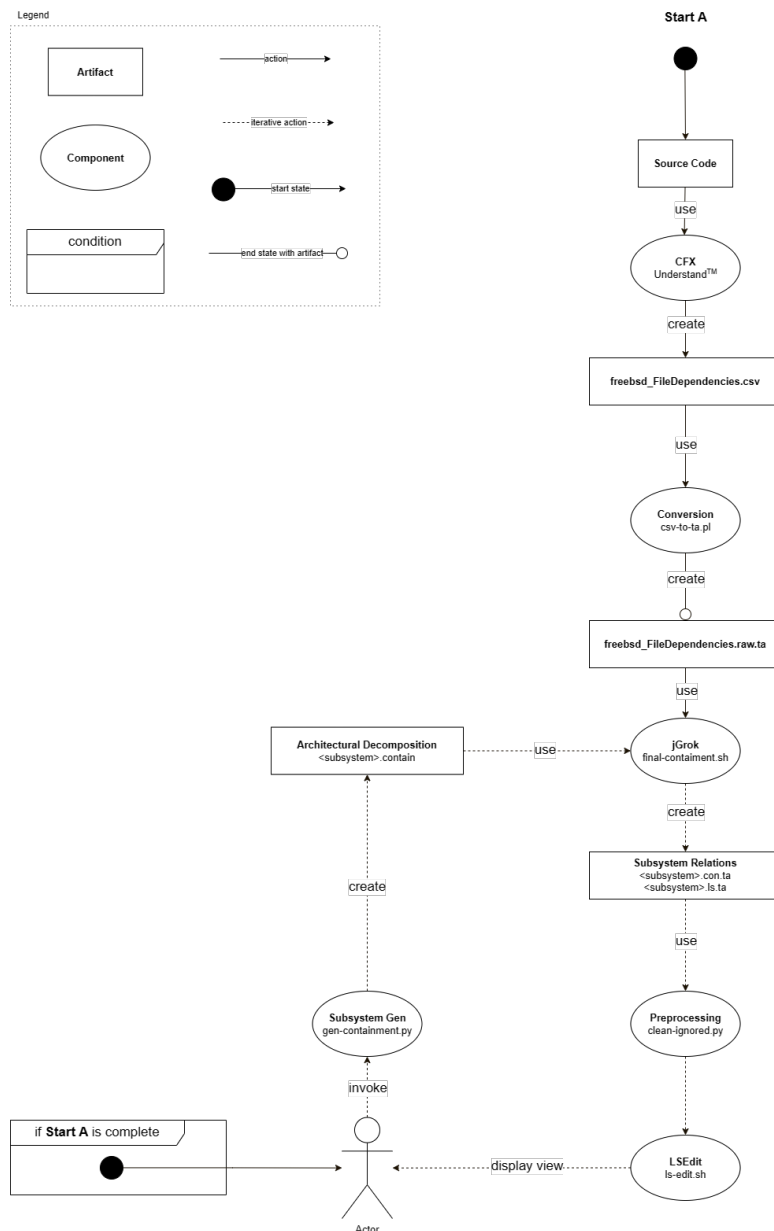 Legend
Artifact
action
Component
iterative action
start state
condition
end state with artifact
Start A
Source Code
use
CFX
Understand™
create
freebsd_FileDependencies.csv
use
Conversion
csv-to-ta.pl
create
freebsd_FileDependencies.raw.ta
use
Architectural Decomposition
<subsystem>.contain
use
jGrok
final-contaiment.sh
create
Subsystem Relations
<subsystem>.con.ta
<subsystem>.ls.ta
create
use
Subsystem Gen
gen-containment.py
Preprocessing
clean-ignored.py
invoke
if Start A is complete
display view
LSEdit
ls-edit.sh
Actor